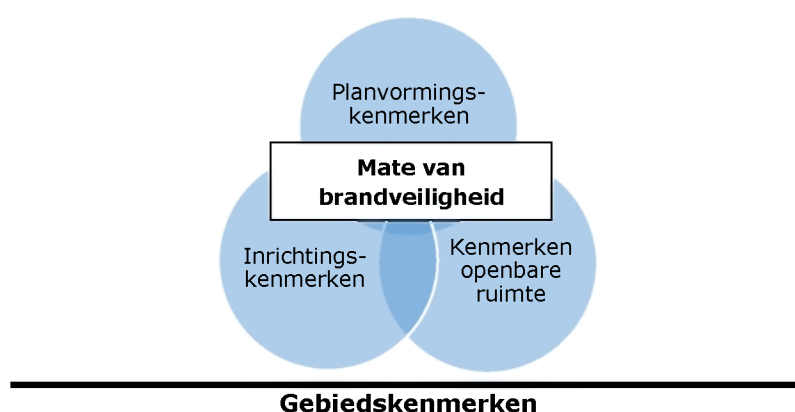 Planvormings-
kenmerken
Mate van
brandveiligheid
Inrichtings-
kenmerken
Kenmerken
openbare
ruimte
Gebiedskenmerken